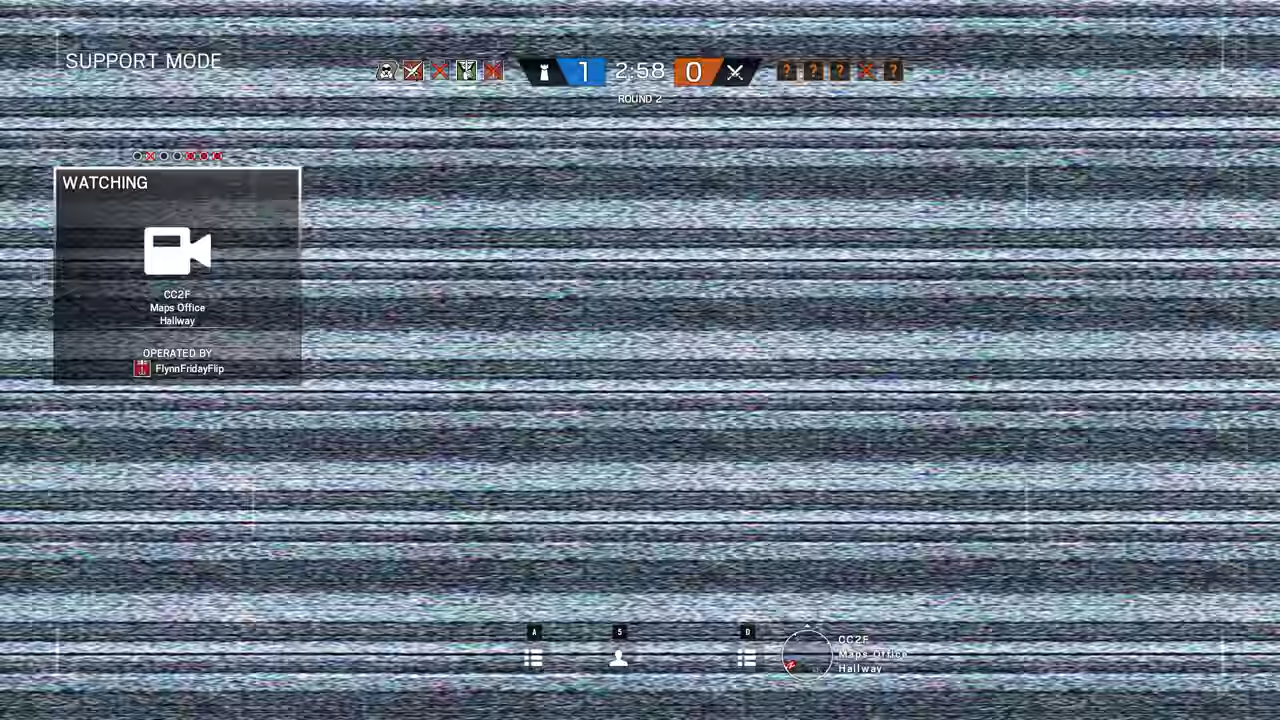 SUPPORT MODE
1 2:58 0
? ? ? ?
ROUND 2
WATCHING
CC2F
Maps Office
Hallway
OPERATED BY
FlynnFridayFlip
A S D
CC2F
Maps Office
Hallway